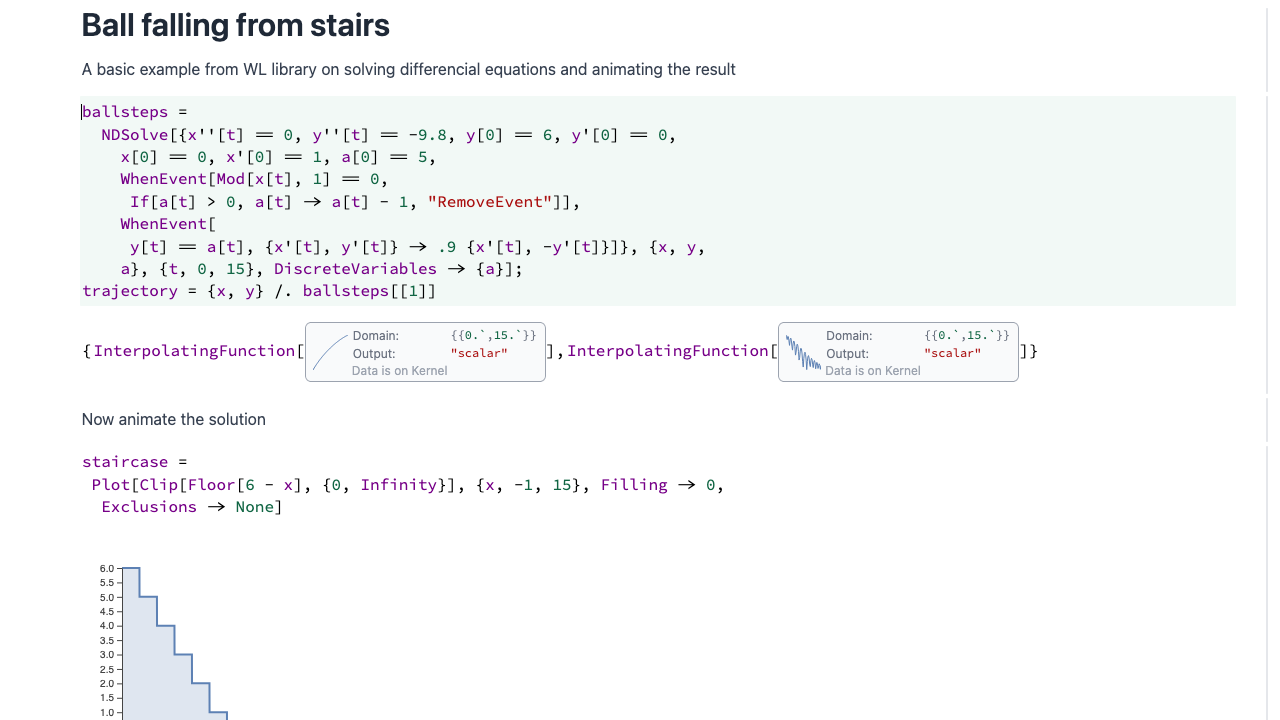 Ball falling from stairs
A basic example from WL library on solving differencial equations and animating the result
ballsteps =
NDSolve[{x''[t] == 0, y''[t] == -9.8, y[0] == 6, y'[0] == 0,
x[0] == 0, x'[0] == 1, a[0] == 5,
WhenEvent[Mod[x[t], 1] == 0,
If[a[t] > 0, a[t] -> a[t] - 1, "RemoveEvent"]],
WhenEvent[
y[t] == a[t], {x'[t], y'[t]} -> .9 {x'[t], -y'[t]}]}, {x, y,
a}, {t, 0, 15}, DiscreteVariables -> {a}];
trajectory = {x, y} /. ballsteps[[1]]
{InterpolatingFunction[ Domain: {{0.`,15.`}} Output: "scalar" Data is on Kernel ],InterpolatingFunction[ Domain: {{0.`,15.`}} Output: "scalar" Data is on Kernel ]}
Now animate the solution
staircase =
Plot[Clip[Floor[6 - x], {0, Infinity}], {x, -1, 15}, Filling -> 0,
Exclusions -> None]
6.0
5.5
5.0
4.5
4.0
3.5
3.0
2.5
2.0
1.5
1.0